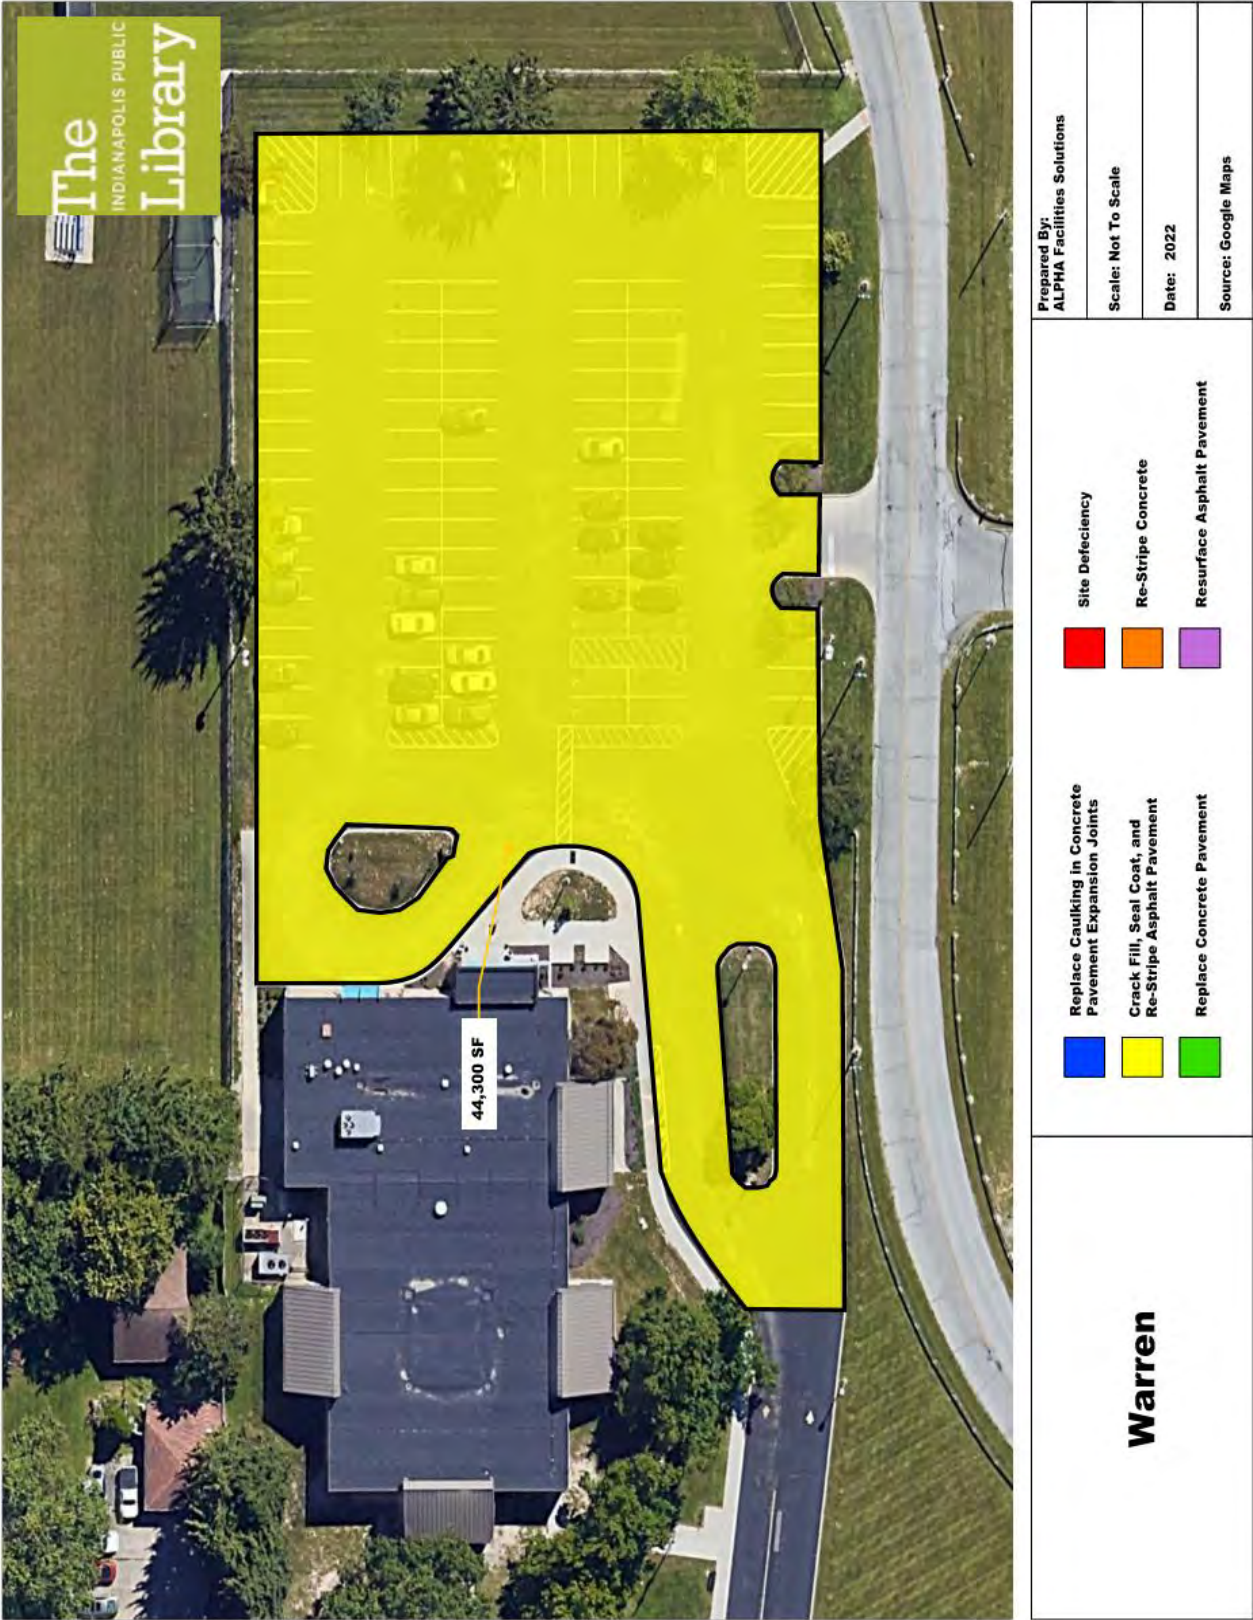 The
INDIANAPOLIS PUBLIC
Library
44,300 SF
Warren
Replace Caulking in Concrete
Pavement Expansion Joints
Crack Fill, Seal Coat, and
Re-Stripe Asphalt Pavement
Replace Concrete Pavement
Site Defeciency
Re-Stripe Concrete
Resurface Asphalt Pavement
Prepared By:
ALPHA Facilities Solutions
Scale: Not To Scale
Date: 2022
Source: Google Maps